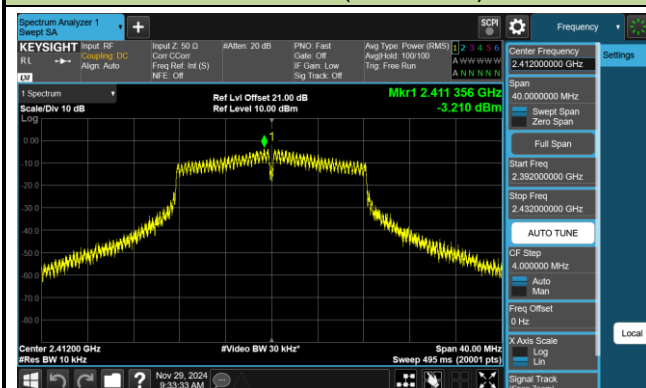 Spectrum Analyzer 1
Swept SA
SCPI
Frequency
KEYSIGHT
Input: RF
Input Z: 50 Ω
#Atten: 20 dB
PNO: Fast
Avg Type: Power (RMS)
1 2 3 4 5 6
RL
Coupling: DC
Corr CCorr
Gate: Off
Avg|Hold: 100/100
A WW W W W
Align: Auto
Freq Ref: Int (S)
IF Gain: Low
Trig: Free Run
NFE: Off
Sig Track: Off
A N N N N N
LXI
Center Frequency
Settings
2.412000000 GHz
1 Spectrum
Ref Lvl Offset 21.00 dB
Mkr1 2.411 356 GHz
Span
40.0000000 MHz
Scale/Div 10 dB
Ref Level 10.00 dBm
-3.210 dBm
Log
Swept Span
Zero Span
1
0.00
-10.0
-20.0
-30.0
-40.0
-50.0
-60.0
-70.0
-80.0
Full Span
Start Freq
2.392000000 GHz
Stop Freq
2.432000000 GHz
AUTO TUNE
CF Step
4.000000 MHz
Auto
Man
Freq Offset
0 Hz
Local
X Axis Scale
Log
Lin
Signal Track
Center 2.41200 GHz
#Video BW 30 kHz*
Span 40.00 MHz
#Res BW 10 kHz
Sweep 495 ms (20001 pts)
?
Nov 29, 2024
9:33:33 AM